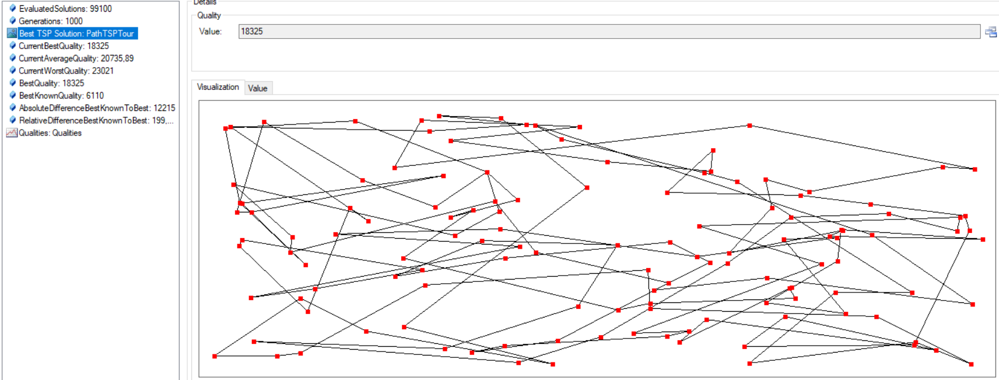 EvaluatedSolutions: 99100
Generations: 1000
Best TSP Solution: PathTSPTour
CurrentBestQuality: 18325
CurrentAverageQuality: 20735,89
CurrentWorstQuality: 23021
BestQuality: 18325
BestKnownQuality: 6110
AbsoluteDifferenceBestKnownToBest: 12215
RelativeDifferenceBestKnownToBest: 199,...
Qualities: Qualities
Details
Quality
Value: 18325
Visualization Value